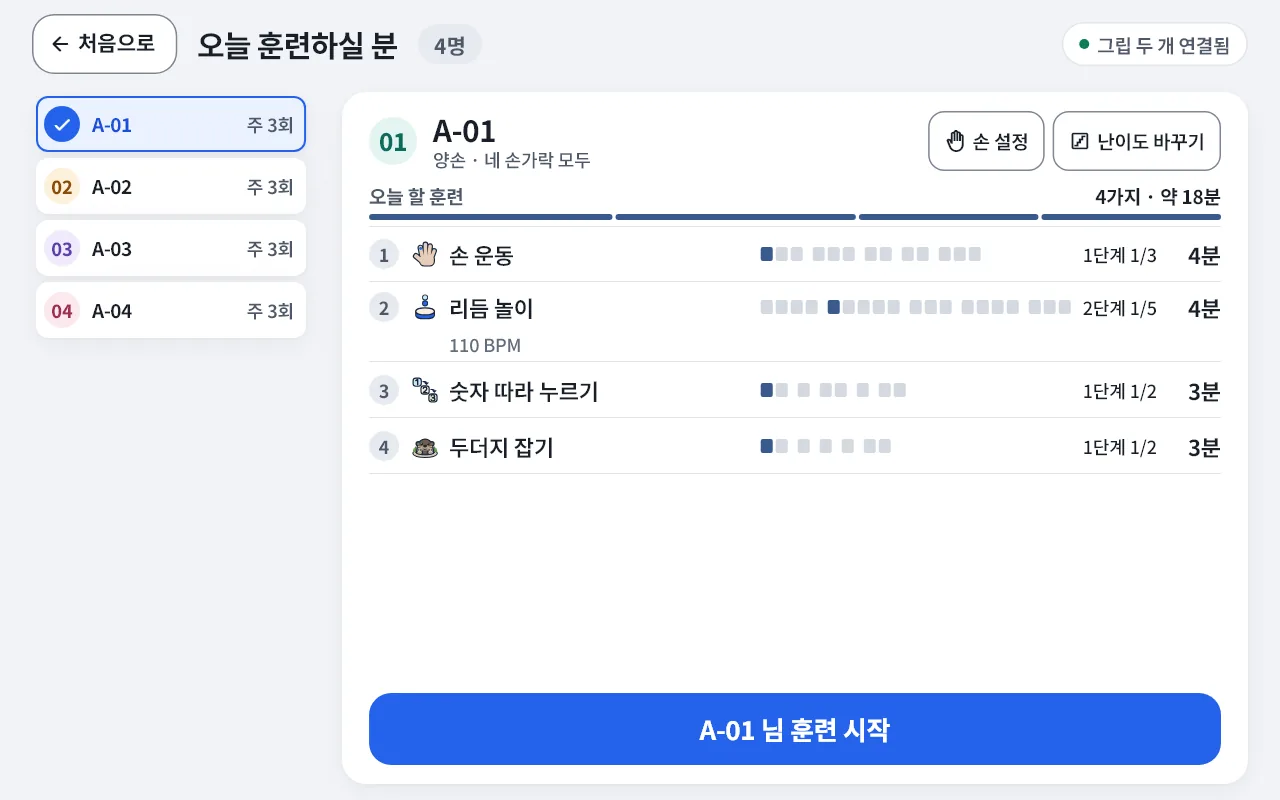 ← 처음으로
오늘 훈련하실 분
4명
그립 두 개 연결됨
A-01 주 3회
02 A-02 주 3회
03 A-03 주 3회
04 A-04 주 3회
01 A-01
양손 · 네 손가락 모두
손 설정
난이도 바꾸기
오늘 할 훈련 4가지 · 약 18분
1 손 운동 1단계 1/3 4분
2 리듬 놀이 2단계 1/5 4분
110 BPM
3 숫자 따라 누르기 1단계 1/2 3분
4 두더지 잡기 1단계 1/2 3분
A-01 님 훈련 시작